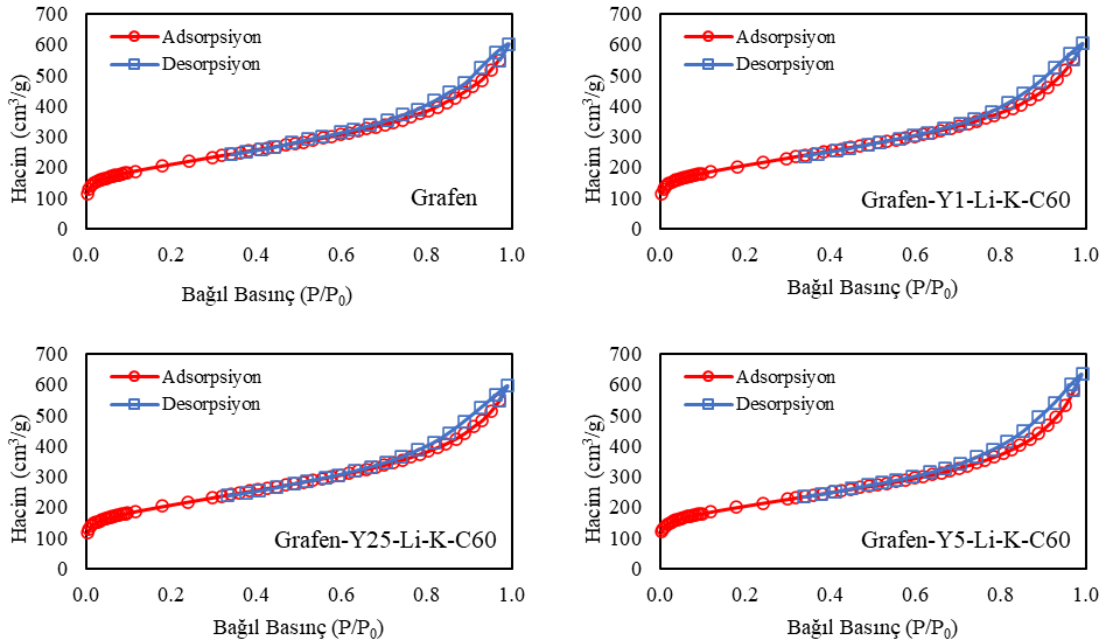 700
600
500
400
300
200
100
0
Hacim (cm³/g)
Adsorpsiyon
Desorpsiyon
Grafen
0.0 0.2 0.4 0.6 0.8 1.0
Bağıl Basınç (P/P₀)
700
600
500
400
300
200
100
0
Hacim (cm³/g)
Adsorpsiyon
Desorpsiyon
Grafen-Y1-Li-K-C60
0.0 0.2 0.4 0.6 0.8 1.0
Bağıl Basınç (P/P₀)
700
600
500
400
300
200
100
0
Hacim (cm³/g)
Adsorpsiyon
Desorpsiyon
Grafen-Y25-Li-K-C60
0.0 0.2 0.4 0.6 0.8 1.0
Bağıl Basınç (P/P₀)
700
600
500
400
300
200
100
0
Hacim (cm³/g)
Adsorpsiyon
Desorpsiyon
Grafen-Y5-Li-K-C60
0.0 0.2 0.4 0.6 0.8 1.0
Bağıl Basınç (P/P₀)